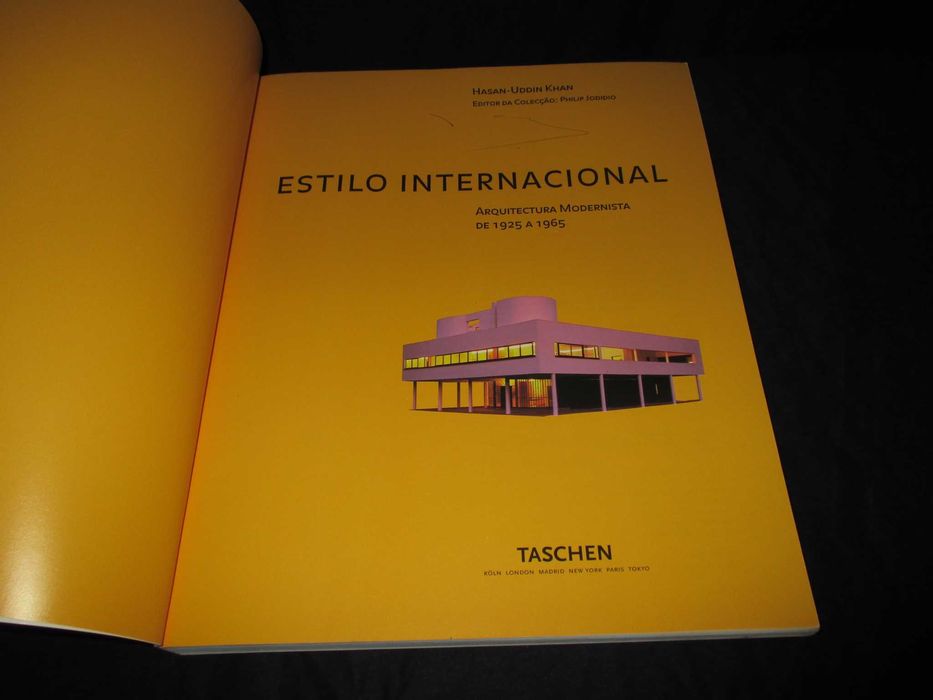 Hasan-Uddin Khan
Editor da Colecção: Philip Jodidio
ESTILO INTERNACIONAL
Arquitectura Modernista
de 1925 a 1965
TASCHEN
KÖLN LONDON MADRID NEW YORK PARIS TOKYO